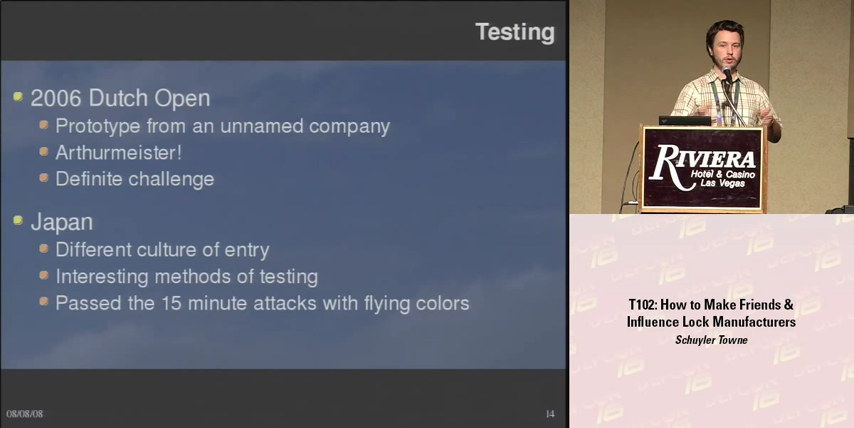 Testing
2006 Dutch Open
Prototype from an unnamed company
Arthurmeister!
Definite challenge
Japan
Different culture of entry
Interesting methods of testing
Passed the 15 minute attacks with flying colors
08/08/08
14
RIVIERA
Hotel & Casino
Las Vegas
T102: How to Make Friends &
Influence Lock Manufacturers
Schuyler Towne